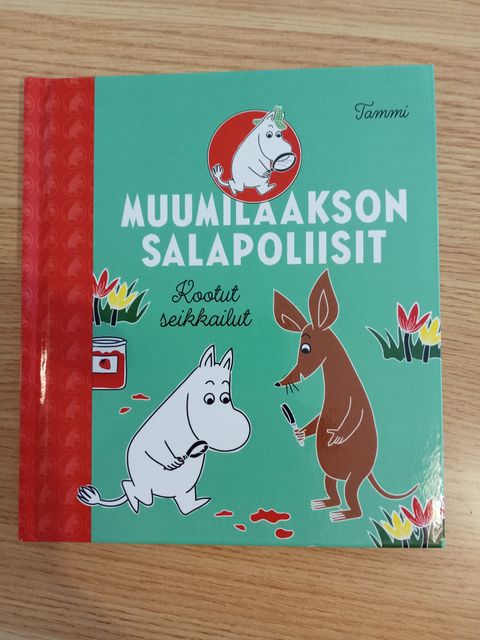 Tammi
MUUMILAAKSON
SALAPOLIISIT
Kootut
seikkailut